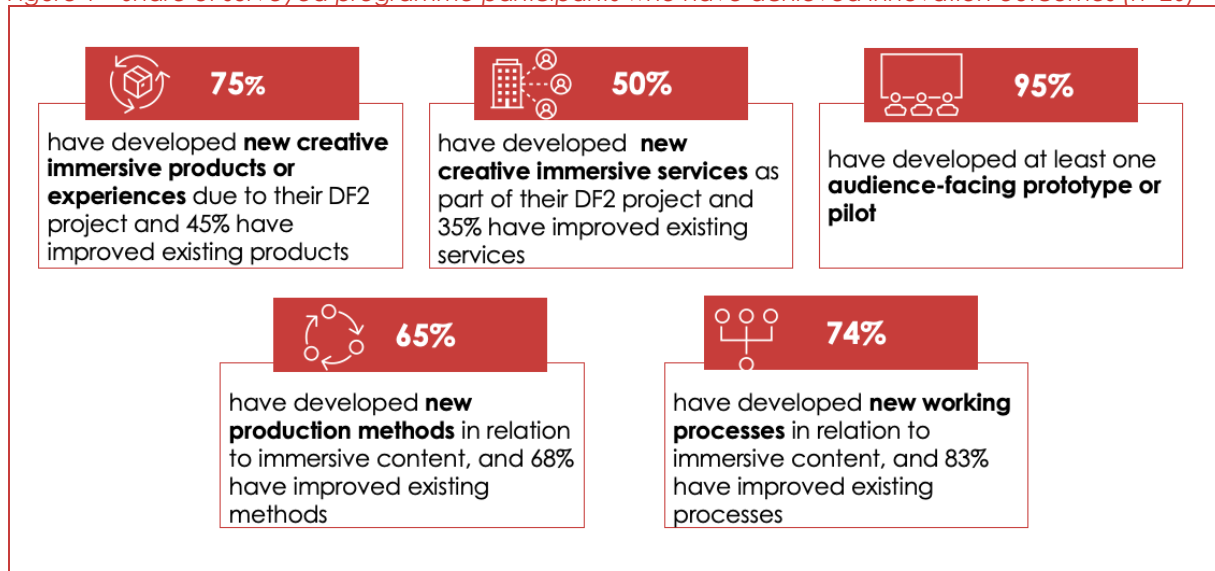 75%
have developed new creative
immersive products or
experiences due to their DF2
project and 45% have
improved existing products
50%
have developed new
creative immersive services as
part of their DF2 project and
35% have improved existing
services
95%
have developed at least one
audience-facing prototype or
pilot
65%
have developed new
production methods in relation
to immersive content, and 68%
have improved existing
methods
74%
have developed new working
processes in relation to
immersive content, and 83%
have improved existing
processes